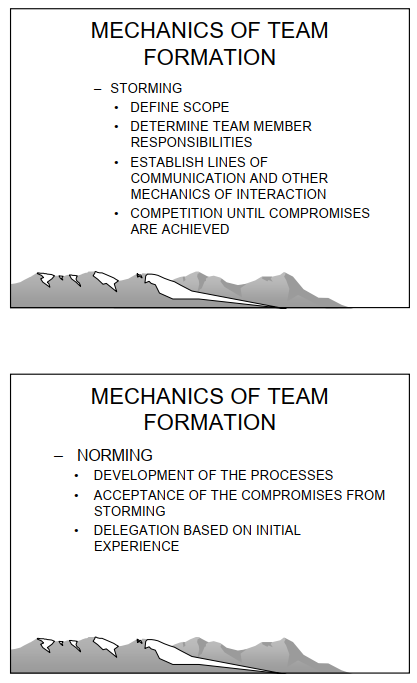 MECHANICS OF TEAM
FORMATION
– STORMING
• DEFINE SCOPE
• DETERMINE TEAM MEMBER
RESPONSIBILITIES
• ESTABLISH LINES OF
COMMUNICATION AND OTHER
MECHANICS OF INTERACTION
• COMPETITION UNTIL COMPROMISES
ARE ACHIEVED
MECHANICS OF TEAM
FORMATION
– NORMING
• DEVELOPMENT OF THE PROCESSES
• ACCEPTANCE OF THE COMPROMISES FROM
STORMING
• DELEGATION BASED ON INITIAL
EXPERIENCE